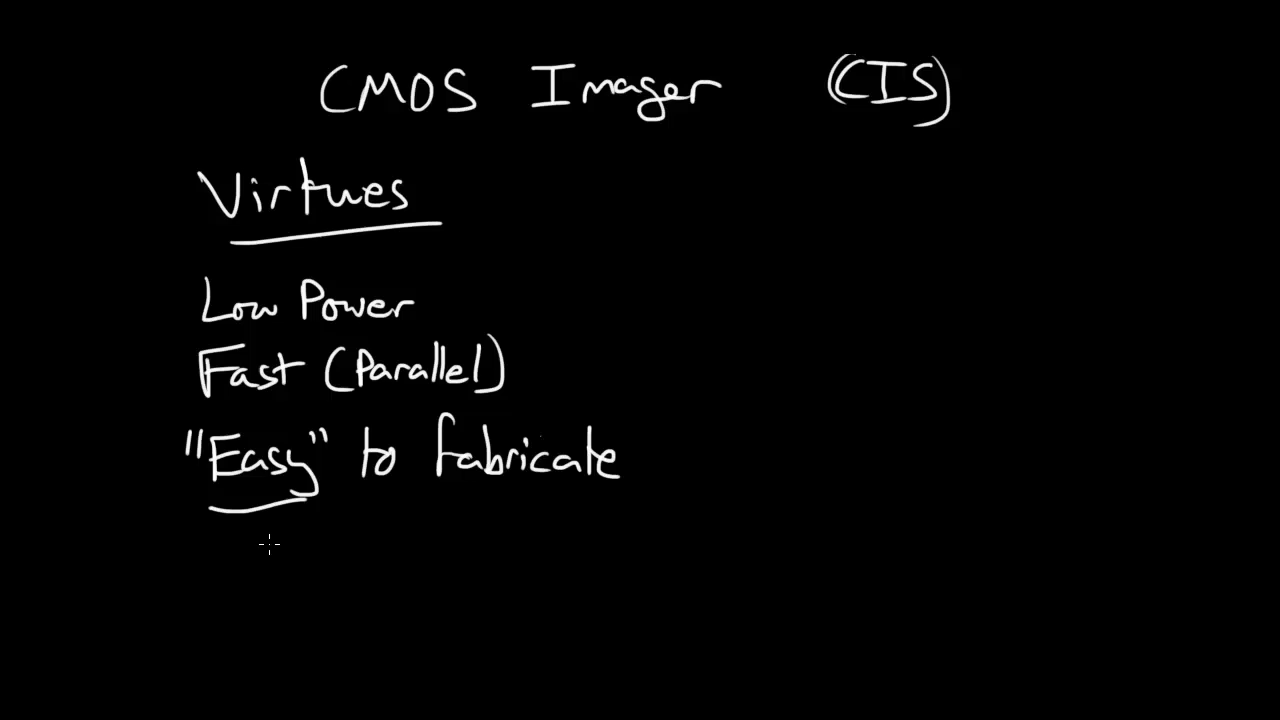 CMOS Imager (CIS)
Virtues
Low Power
Fast (Parallel)
"Easy" to fabricate